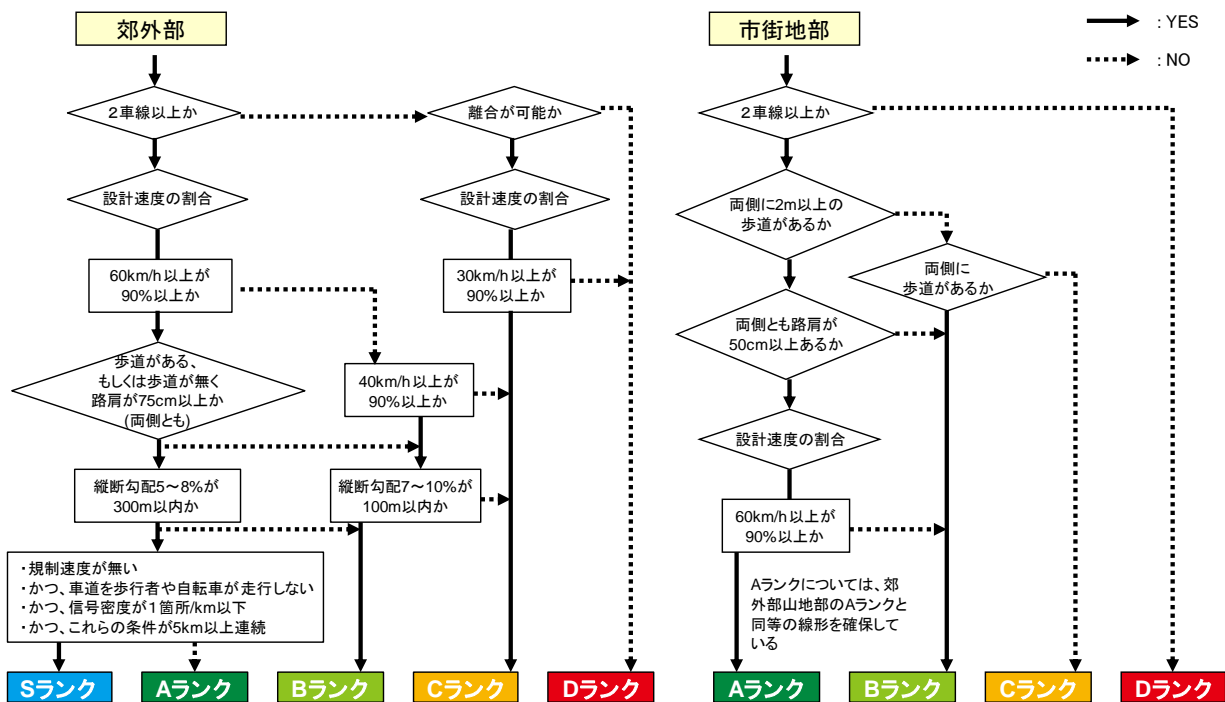 郊外部
2車線以上か
離合が可能か
設計速度の割合
設計速度の割合
60km/h以上が
90%以上か
30km/h以上が
90%以上か
歩道がある、
もしくは歩道が無く
路肩が75cm以上か
(両側とも)
40km/h以上が
90%以上か
縦断勾配5~8%が
300m以内か
縦断勾配7~10%が
100m以内か
・規制速度が無い
・かつ、車道を歩行者や自転車が走行しない
・かつ、信号密度が1箇所/km以下
・かつ、これらの条件が5km以上連続
Sランク
Aランク
Bランク
Cランク
Dランク
市街地部
: YES
: NO
2車線以上か
両側に2m以上の
歩道があるか
両側に
歩道があるか
両側とも路肩が
50cm以上あるか
設計速度の割合
60km/h以上が
90%以上か
Aランクについては、郊
外部山地部のAランクと
同等の線形を確保して
いる
Aランク
Bランク
Cランク
Dランク